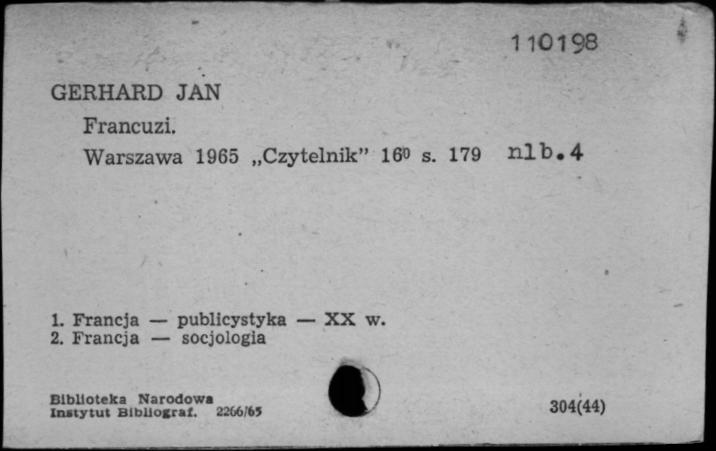 110198
GERHARD JAN
Francuzi.
Warszawa 1965 „Czytelnik” 16⁰ s. 179 nlb.4
1. Francja — publicystyka — XX w.
2. Francja — socjologia
Biblioteka Narodowa
Instytut Bibliograf. 2266/65
304(44)